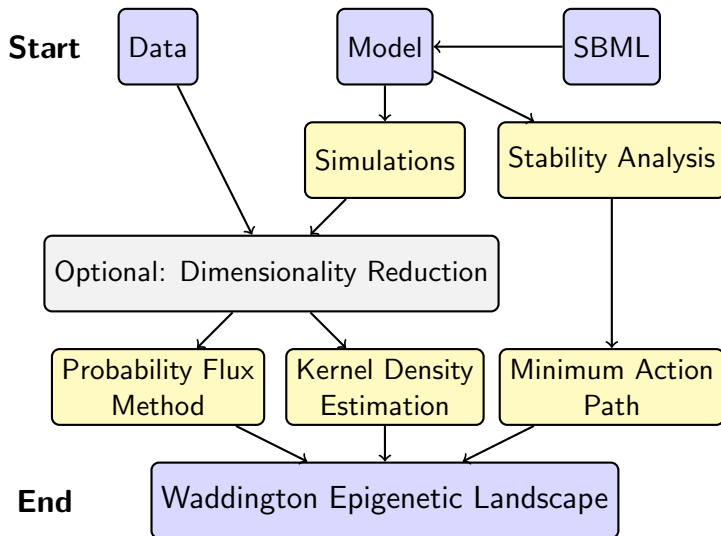 Start
Data
Model
SBML
Simulations
Stability Analysis
Optional: Dimensionality Reduction
Probability Flux
Method
Kernel Density
Estimation
Minimum Action
Path
End
Waddington Epigenetic Landscape